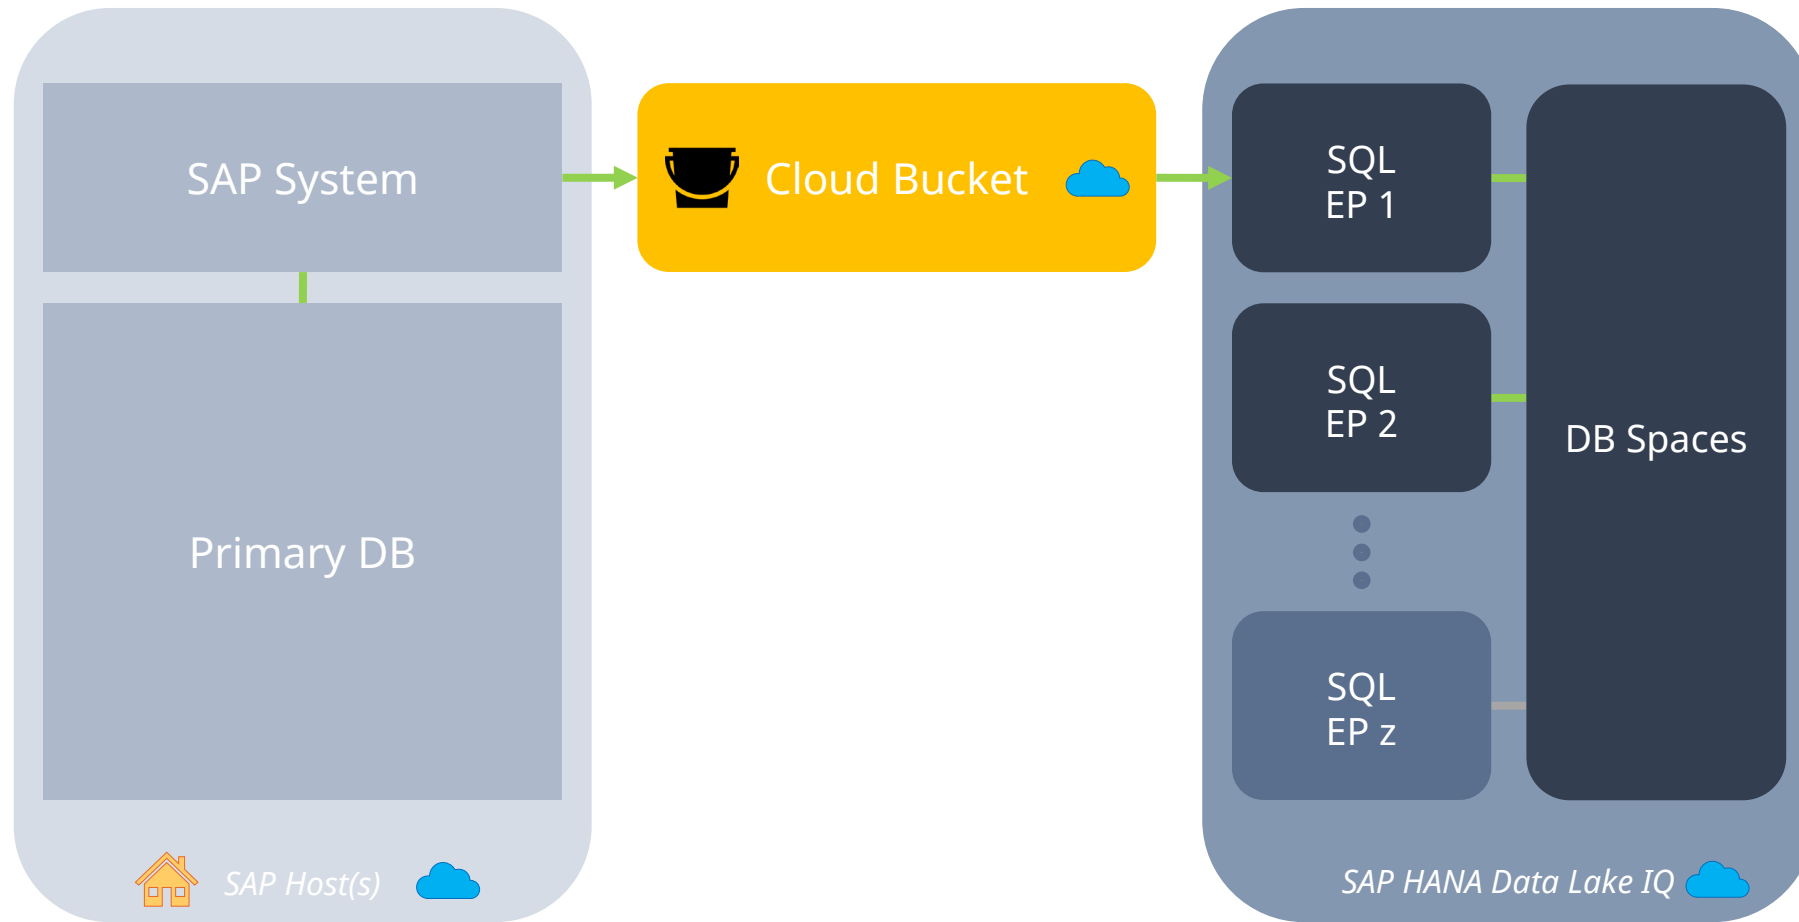 SAP System
Primary DB
SAP Host(s)
Cloud Bucket
SQL
EP 1
SQL
EP 2
SQL
EP z
DB Spaces
SAP HANA Data Lake IQ